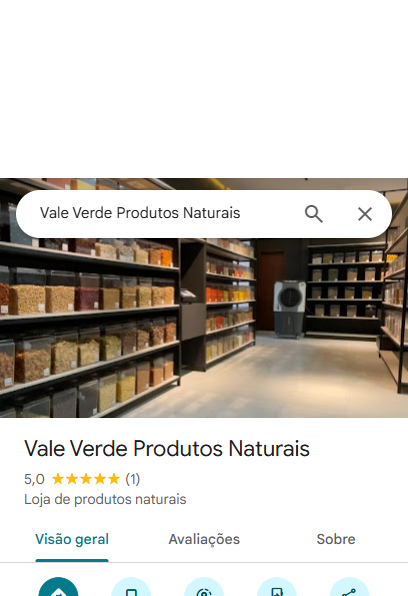 Vale Verde Produtos Naturais
Vale Verde Produtos Naturais
5,0 (1)
Loja de produtos naturais
Visão geral Avaliações Sobre